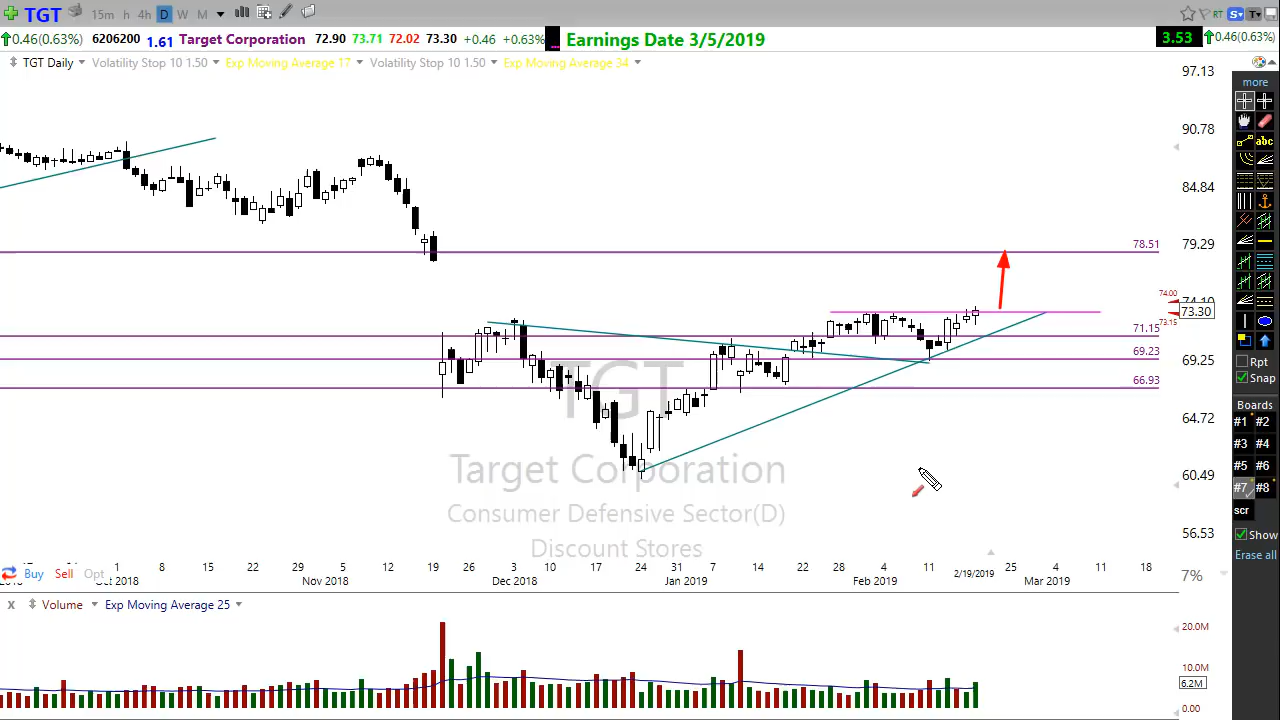 TGT 15m h 4h D W M RT S T
0.46(0.63%) 6206200 1.61 Target Corporation 72.90 73.71 72.02 73.30 +0.46 +0.63% Earnings Date 3/5/2019 3.53 0.46(0.63%)
TGT Daily Volatility Stop 10 1.50 Exp Moving Average 17 Volatility Stop 10 1.50 Exp Moving Average 34
97.13
more
90.78
abc
84.84
78.51 79.29
74.00 74.10
73.30
73.15
71.15
69.23 69.25
66.93
Rpt
Snap
TGT
Boards
64.72
#1 #2
#3 #4
Target Corporation
#5 #6
60.49
#7 #8
Consumer Defensive Sector(D)
scr
56.53
Show
Discount Stores
Erase all
1 8 15 22 29 5 12 19 26 3 10 17 24 31 7 14 22 28 4 11 2/19/2019 25 4 11 18
Buy Sell Opt Oct 2018 Nov 2018 Dec 2018 Jan 2019 Feb 2019 Mar 2019 7%
x Volume Exp Moving Average 25
20.0M
10.0M
6.2M
0.00